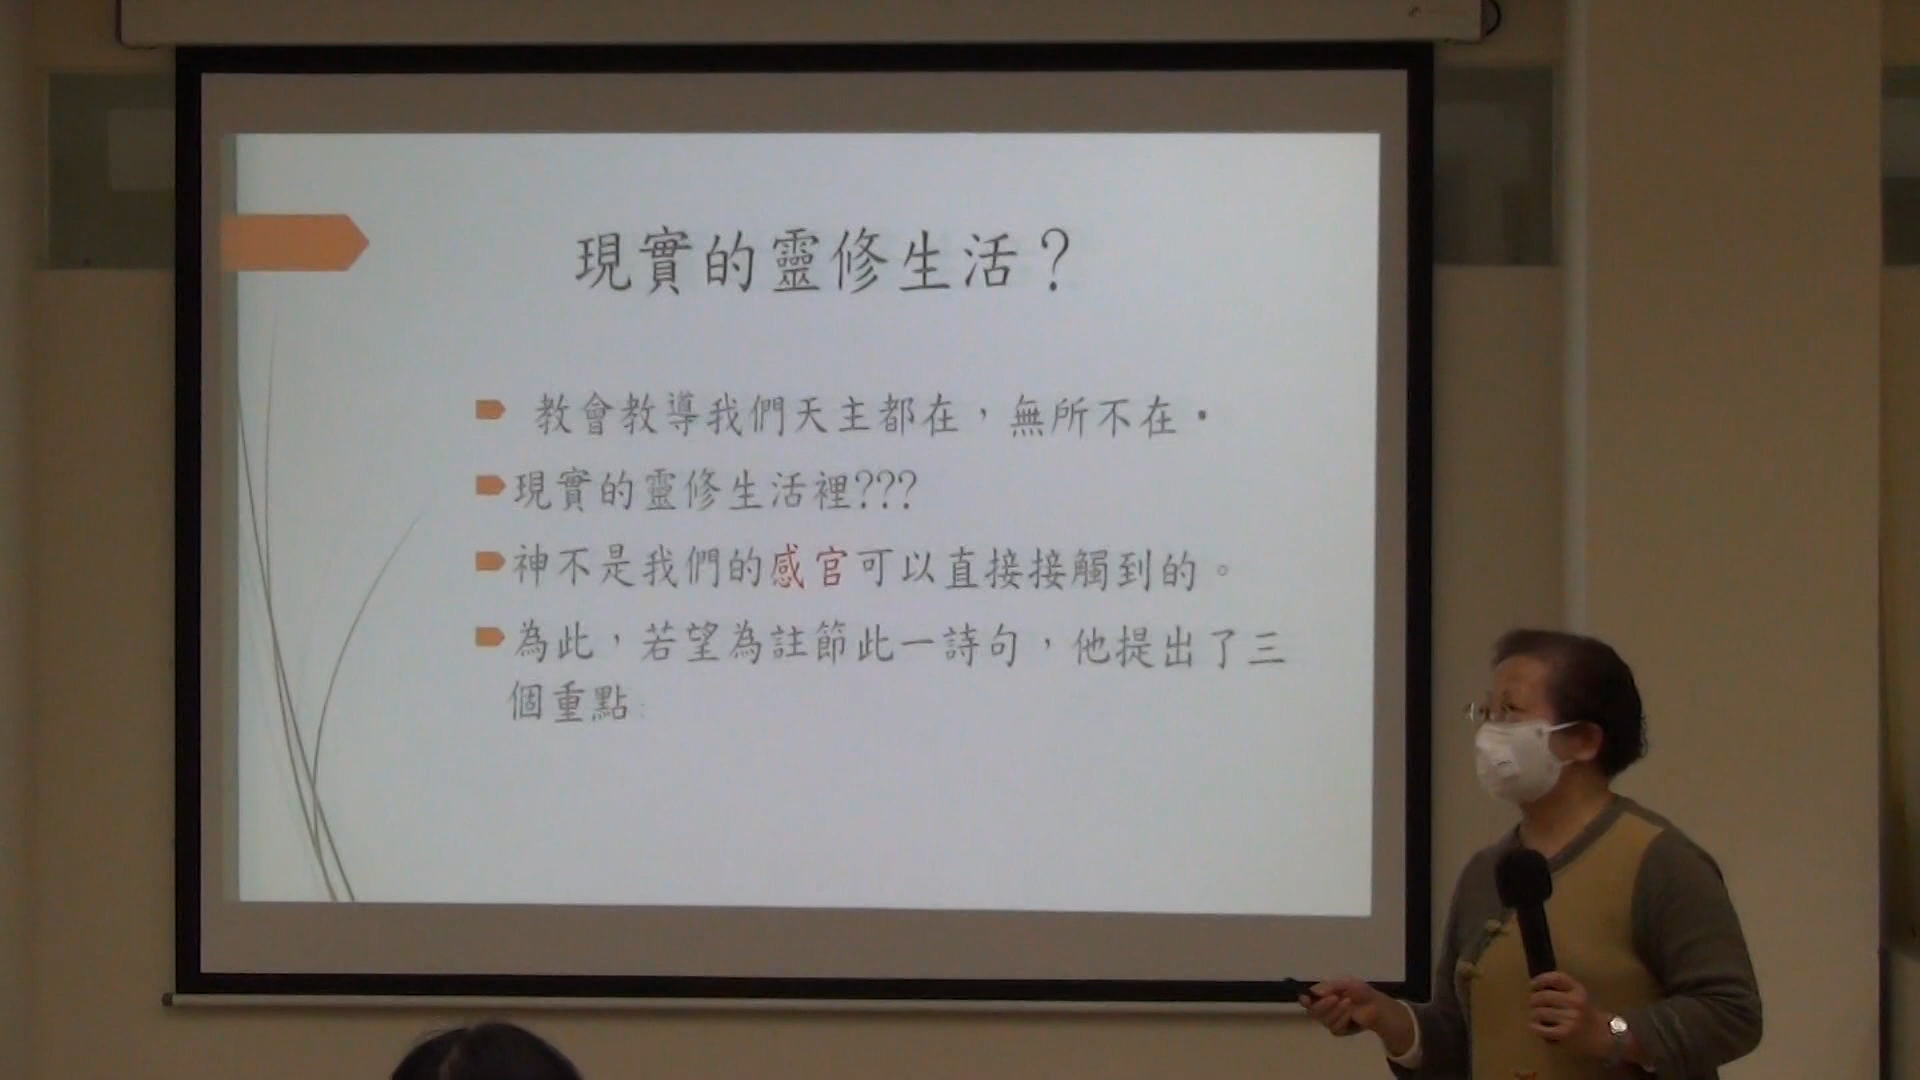 現實的靈修生活？
教會教導我們天主都在，無所不在。
現實的靈修生活裡???
神不是我們的感官可以直接接觸到的。
為此，若望為註節此一詩句，他提出了三
個重點: